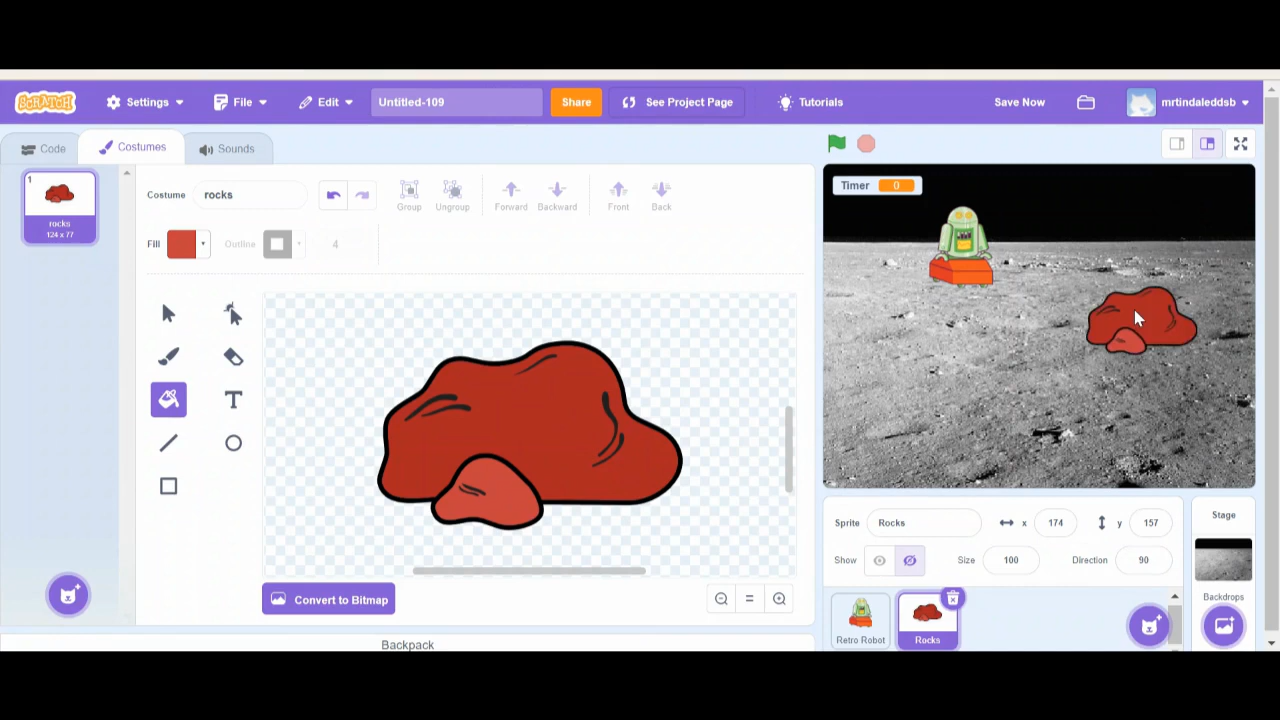 SCRATCH Settings File Edit Untitled-109 Share See Project Page Tutorials Save Now mrtindaleddsb
Code Costumes Sounds
1
rocks
124 x 77
Costume rocks Group Ungroup Forward Backward Front Back
Fill Outline 4
T
Convert to Bitmap
Backpack
Timer 0
Sprite Rocks x 174 y 157
Show Size 100 Direction 90
Retro Robot
Rocks
Stage
Backdrops